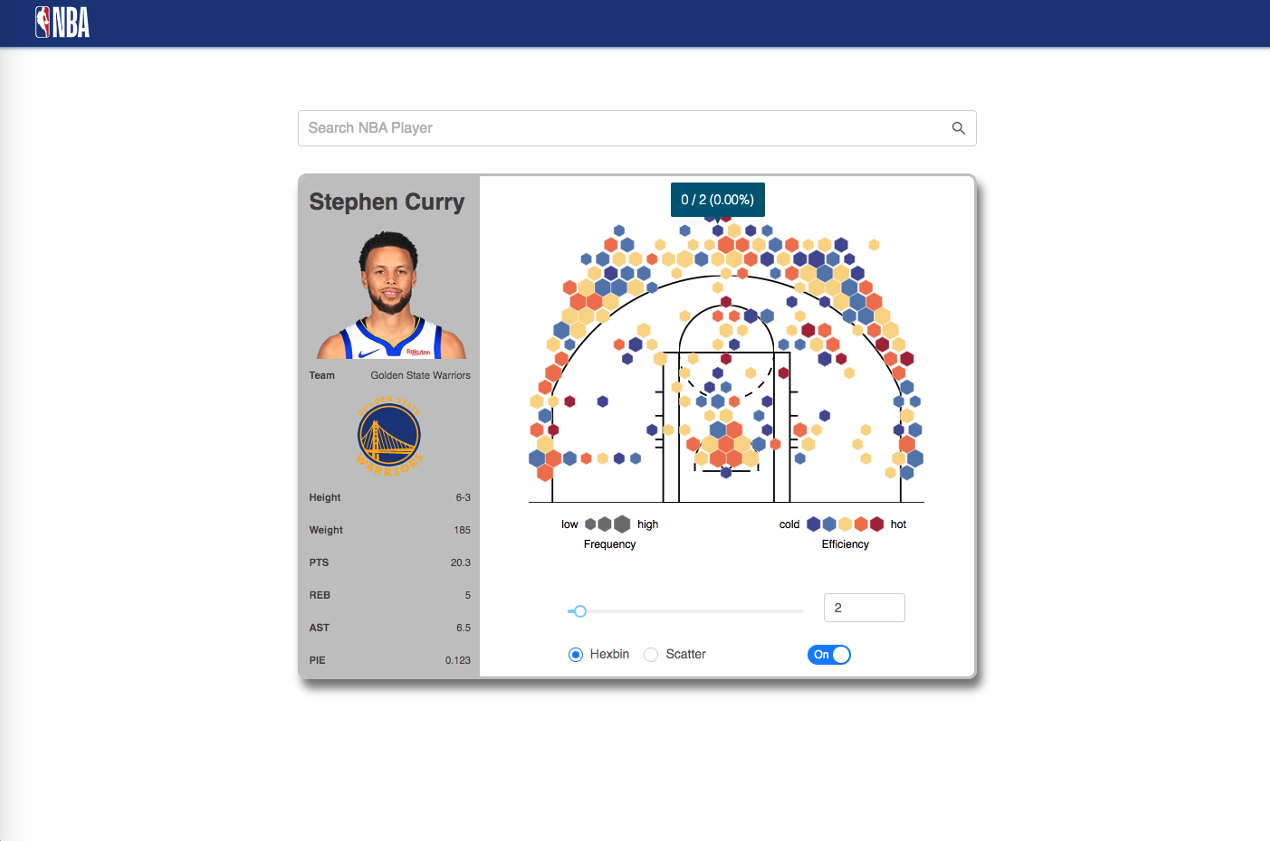 NBA
Search NBA Player
Stephen Curry
0 / 2 (0.00%)
Rakuten
Team Golden State Warriors
GOLDEN STATE
WARRIORS
Height 6-3
Weight 185
PTS 20.3
REB 5
AST 6.5
PIE 0.123
low high
Frequency
cold hot
Efficiency
2
Hexbin Scatter On